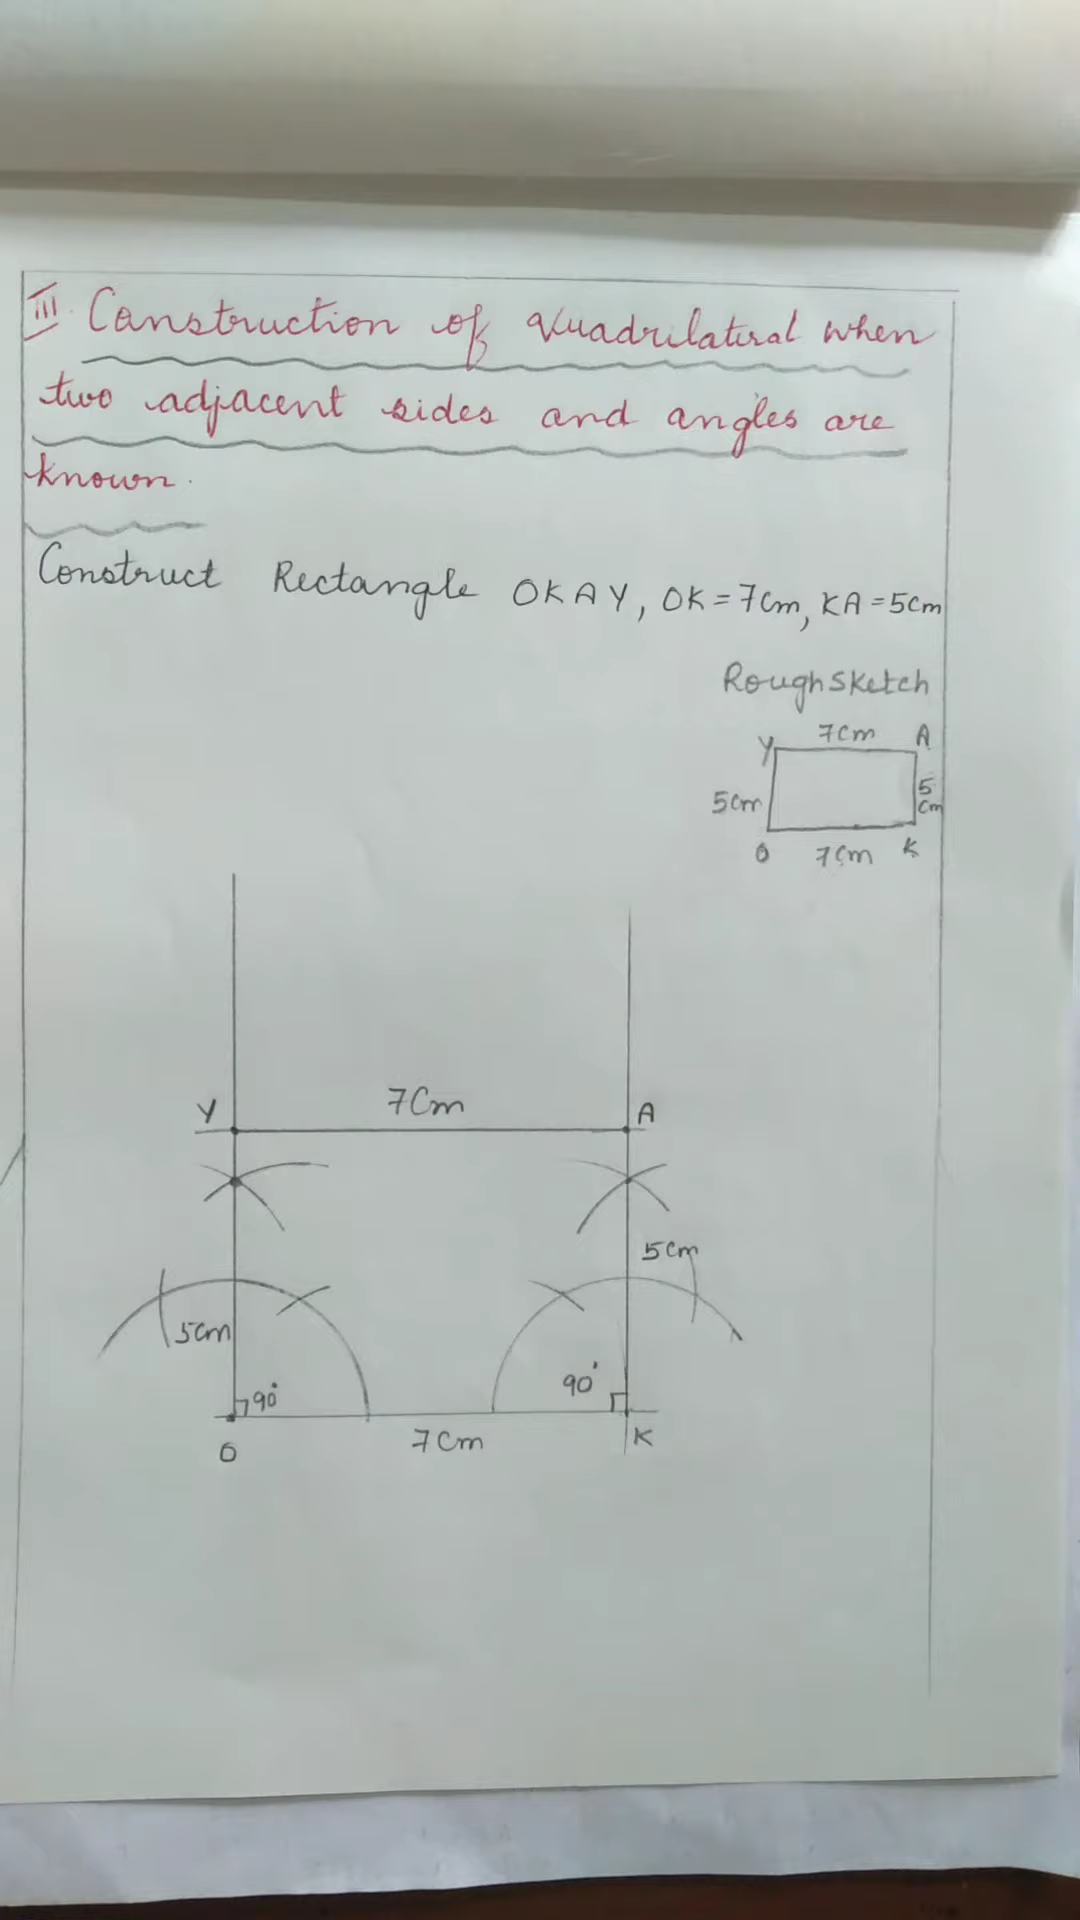 III. Construction of Quadrilateral when
two adjacent sides and angles are
known.
Construct Rectangle OKAY, OK=7cm, KA=5cm
Rough Sketch
7cm
Y
A
5cm
5
cm
O
7cm
K
Y
7Cm
A
5cm
5cm
90°
90°
O
7Cm
K